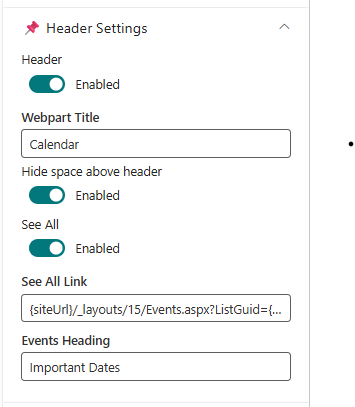 Header Settings
Header
Enabled
Webpart Title
Calendar
Hide space above header
Enabled
See All
Enabled
See All Link
{siteUrl}/_layouts/15/Events.aspx?ListGuid={...
Events Heading
Important Dates